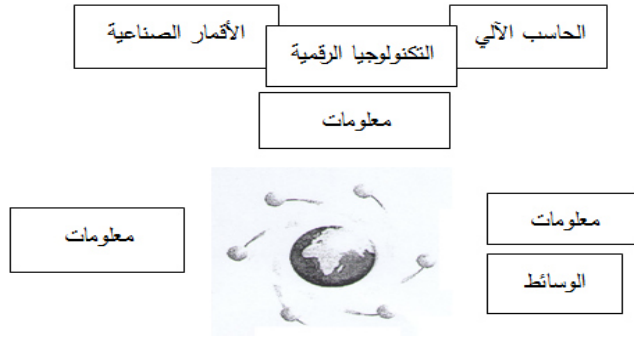 الحاسب الآلي
التكنولوجيا الرقمية
الأقمار الصناعية
معلومات
معلومات
معلومات
الوسائط